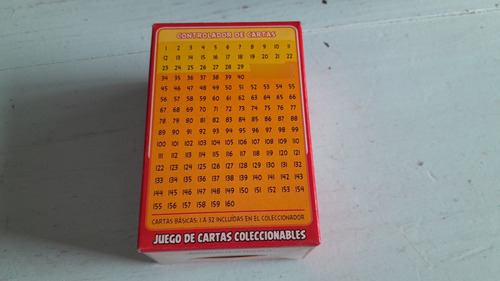 CONTROLADOR DE CARTAS
1 2 3 4 5 6 7 8 9 10 11
12 13 14 15 16 17 18 19 20 21 22
23 24 25 26 27 28 29
34 35 36 37 38 39 40
45 46 47 48 49 50 51 52 53 54 55
56 57 58 59 60 61 62 63 64 65 66
67 68 69 70 71 72 73 74 75 76 77
78 79 80 81 82 83 84 85 86 87 88
89 90 91 92 93 94 95 96 97 98 99
100 101 102 103 104 105 106 107 108 109 110
111 112 113 114 115 116 117 118 119 120 121
122 123 124 125 126 127 128 129 130 131 132
133 134 135 136 137 138 139 140 141 142 143
144 145 146 147 148 149 150 151 152 153 154
155 156 157 158 159 160
CARTAS BÁSICAS: 1 A 32 INCLUÍDAS EN EL COLECCIONADOR
JUEGO DE CARTAS COLECCIONABLES